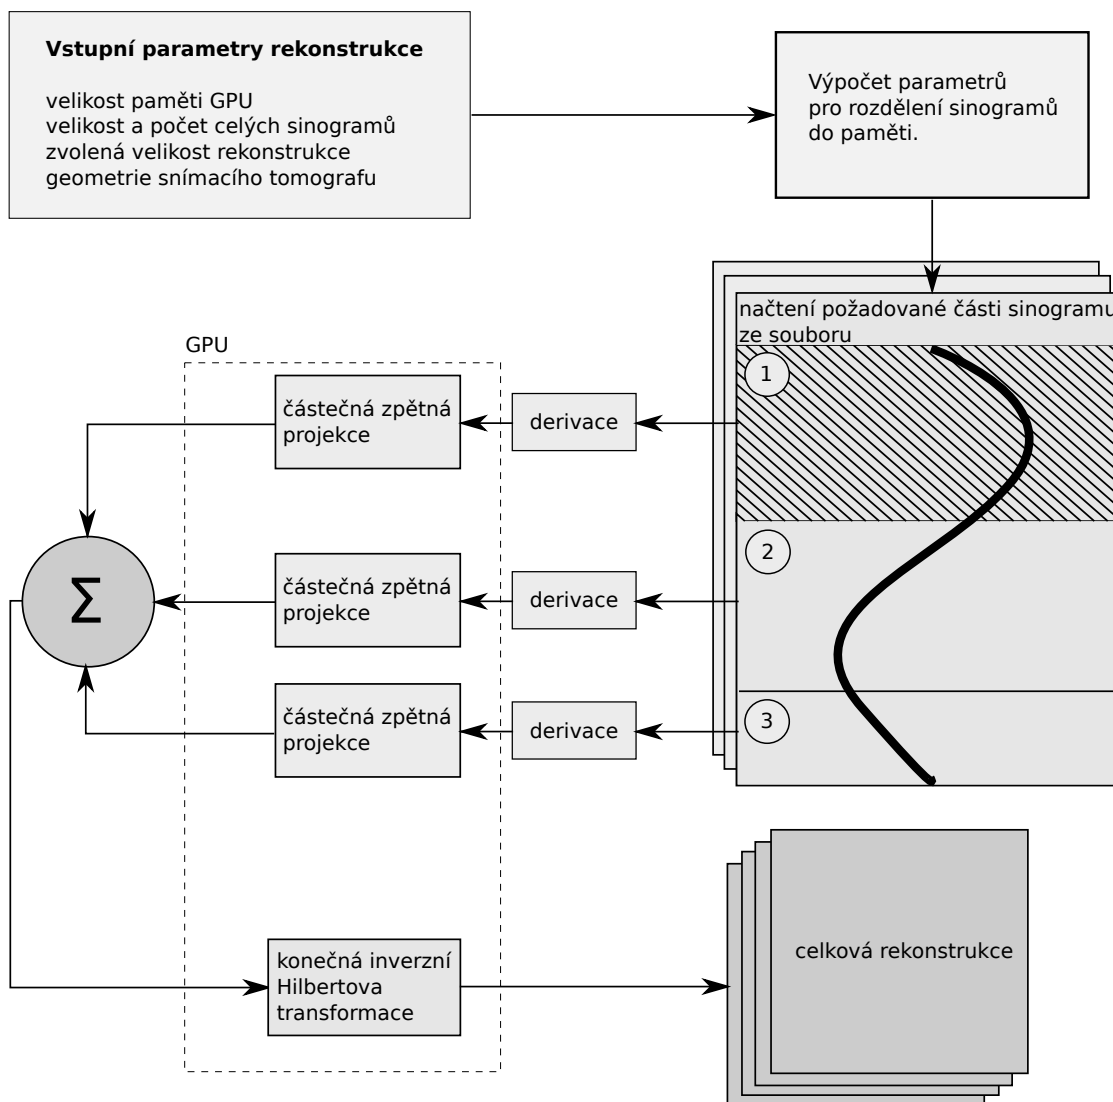 Vstupní parametry rekonstrukce
velikost paměti GPU
velikost a počet celých sinogramů
zvolená velikost rekonstrukce
geometrie snímacího tomografu
Výpočet parametrů
pro rozdělení sinogramů
do paměti.
načtení požadované části sinogramu
ze souboru
1
GPU
částečná zpětná
projekce
derivace
2
částečná zpětná
projekce
derivace
3
částečná zpětná
projekce
derivace
Σ
konečná inverzní
Hilbertova
transformace
celková rekonstrukce